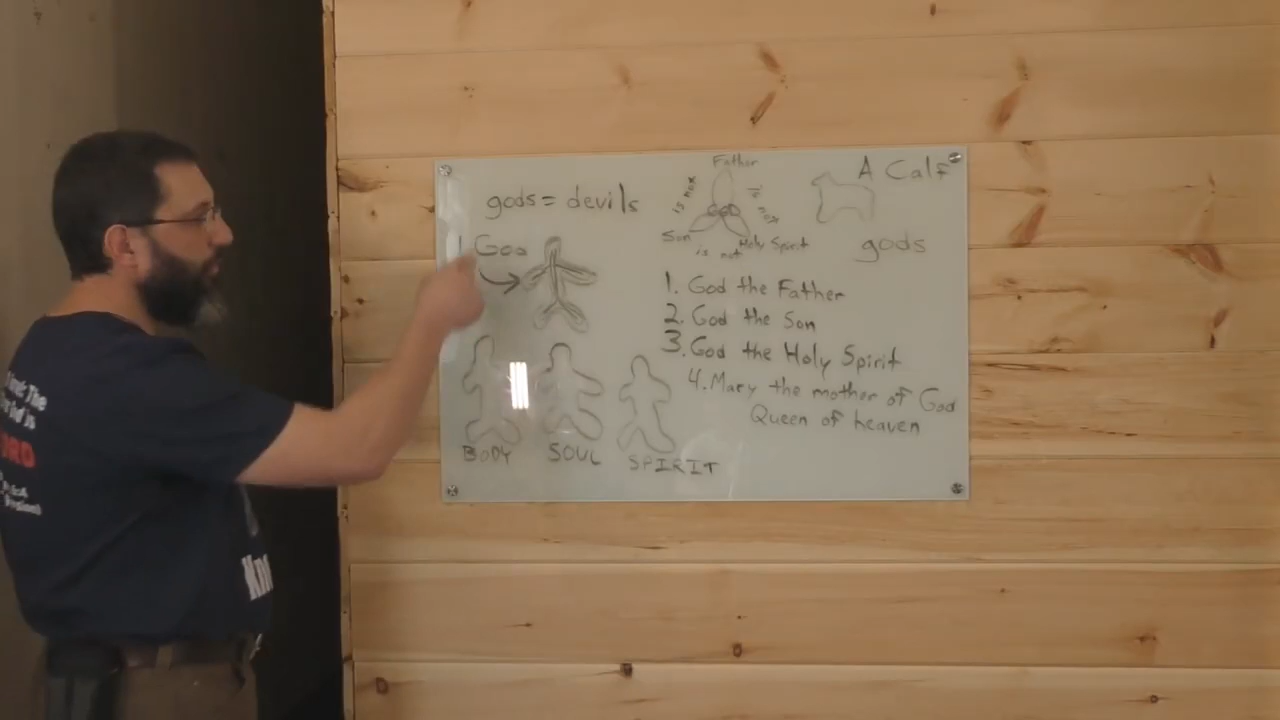 gods = devils
God
BODY
SOUL
SPIRIT
Father
is not
is not
GOD
Son
is not
Holy Spirit
A Calf
gods
1. God the Father
2. God the Son
3. God the Holy Spirit
4. Mary the mother of God
Queen of heaven
The